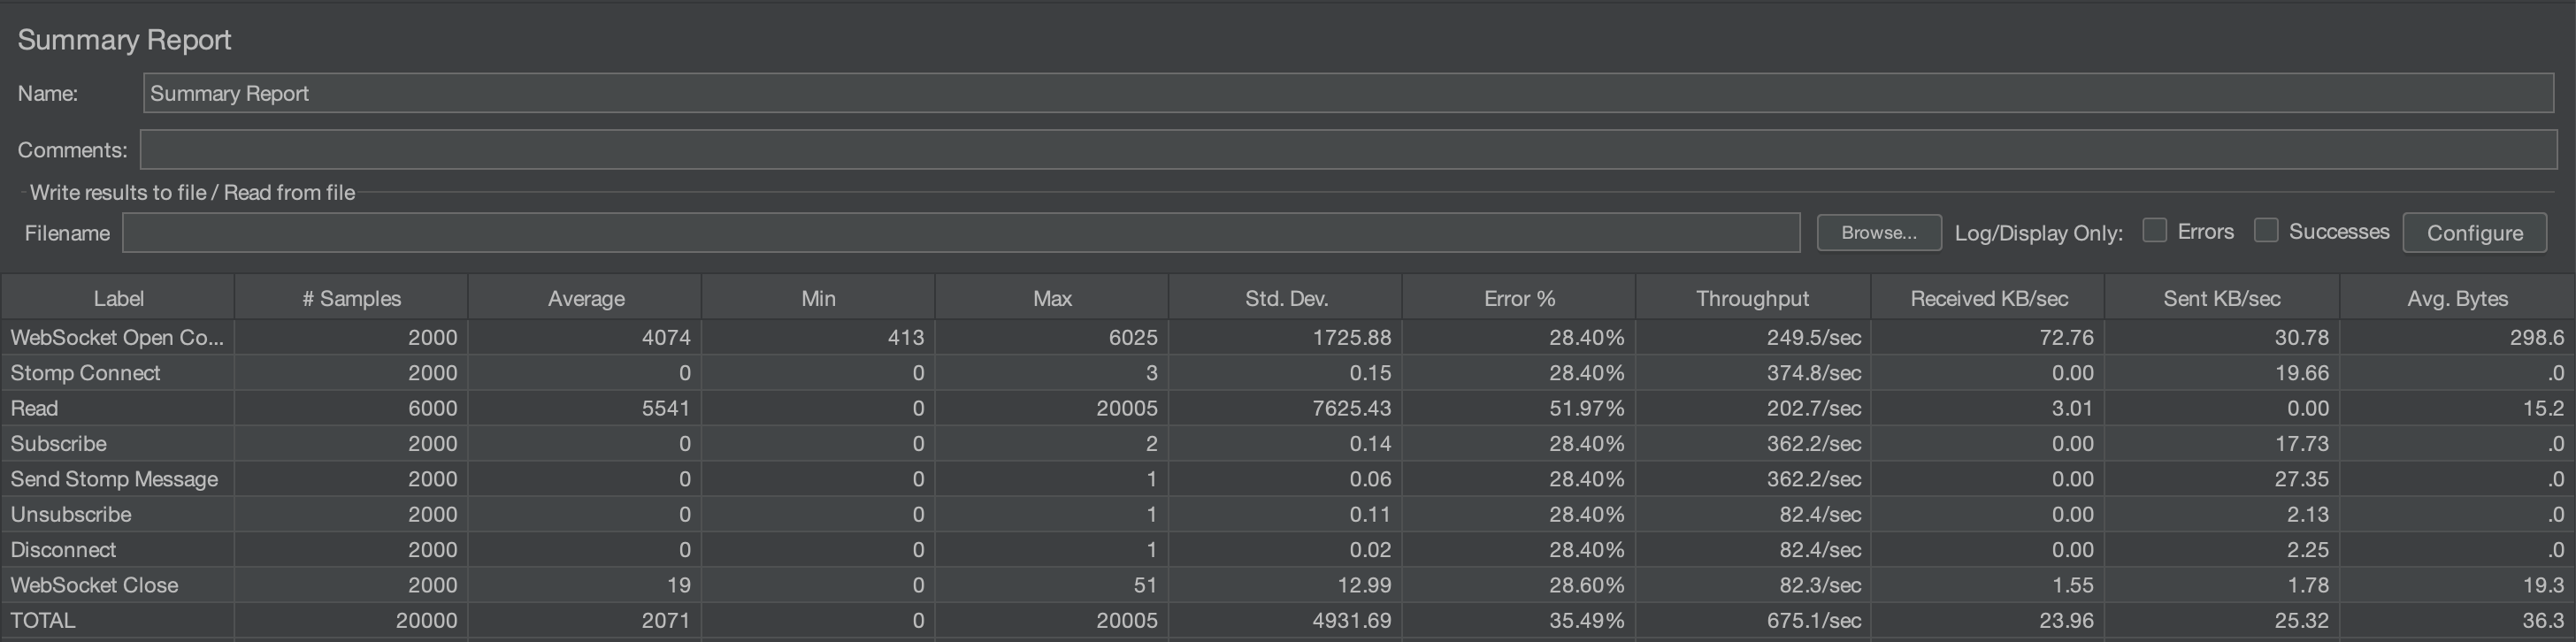 Summary Report
Name: Summary Report
Comments:
Write results to file / Read from file
Filename Browse... Log/Display Only: Errors Successes Configure
Label # Samples Average Min Max Std. Dev. Error % Throughput Received KB/sec Sent KB/sec Avg. Bytes
WebSocket Open Co... 2000 4074 413 6025 1725.88 28.40% 249.5/sec 72.76 30.78 298.6
Stomp Connect 2000 0 0 3 0.15 28.40% 374.8/sec 0.00 19.66 .0
Read 6000 5541 0 20005 7625.43 51.97% 202.7/sec 3.01 0.00 15.2
Subscribe 2000 0 0 2 0.14 28.40% 362.2/sec 0.00 17.73 .0
Send Stomp Message 2000 0 0 1 0.06 28.40% 362.2/sec 0.00 27.35 .0
Unsubscribe 2000 0 0 1 0.11 28.40% 82.4/sec 0.00 2.13 .0
Disconnect 2000 0 0 1 0.02 28.40% 82.4/sec 0.00 2.25 .0
WebSocket Close 2000 19 0 51 12.99 28.60% 82.3/sec 1.55 1.78 19.3
TOTAL 20000 2071 0 20005 4931.69 35.49% 675.1/sec 23.96 25.32 36.3